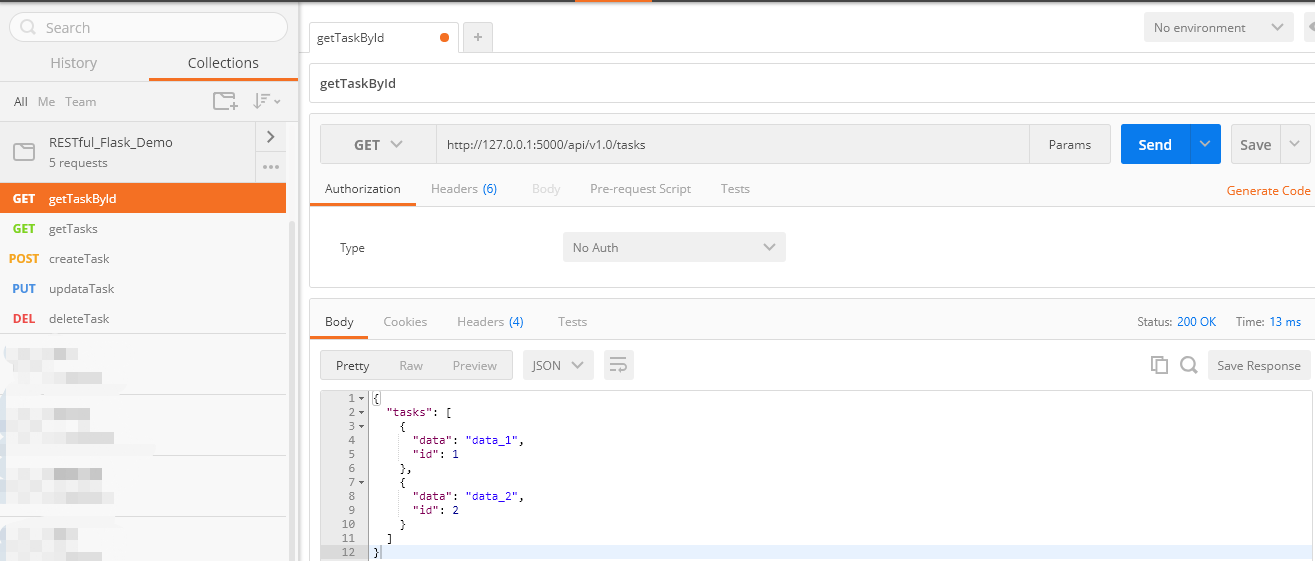 Search
History Collections
All Me Team
RESTful_Flask_Demo
5 requests
GET getTaskById
GET getTasks
POST createTask
PUT updataTask
DEL deleteTask
getTaskById +
No environment
getTaskById
GET http://127.0.0.1:5000/api/v1.0/tasks Params Send Save
Authorization Headers (6) Body Pre-request Script Tests Generate Code
Type No Auth
Body Cookies Headers (4) Tests Status: 200 OK Time: 13 ms
Pretty Raw Preview JSON Save Response
1 {
2 "tasks": [
3 {
4 "data": "data_1",
5 "id": 1
6 },
7 {
8 "data": "data_2",
9 "id": 2
10 }
11 ]
12 }